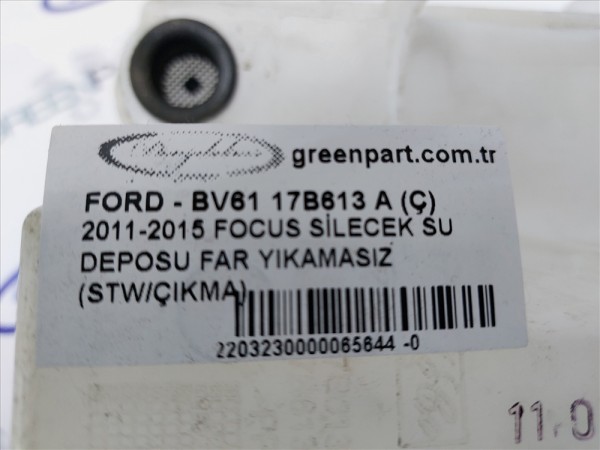 greenpart.com.tr
FORD - BV61 17B613 A (Ç)
2011-2015 FOCUS SİLECEK SU
DEPOSU FAR YIKAMASIZ
(STW/ÇIKMA)
2203230000065644 -0
11.0